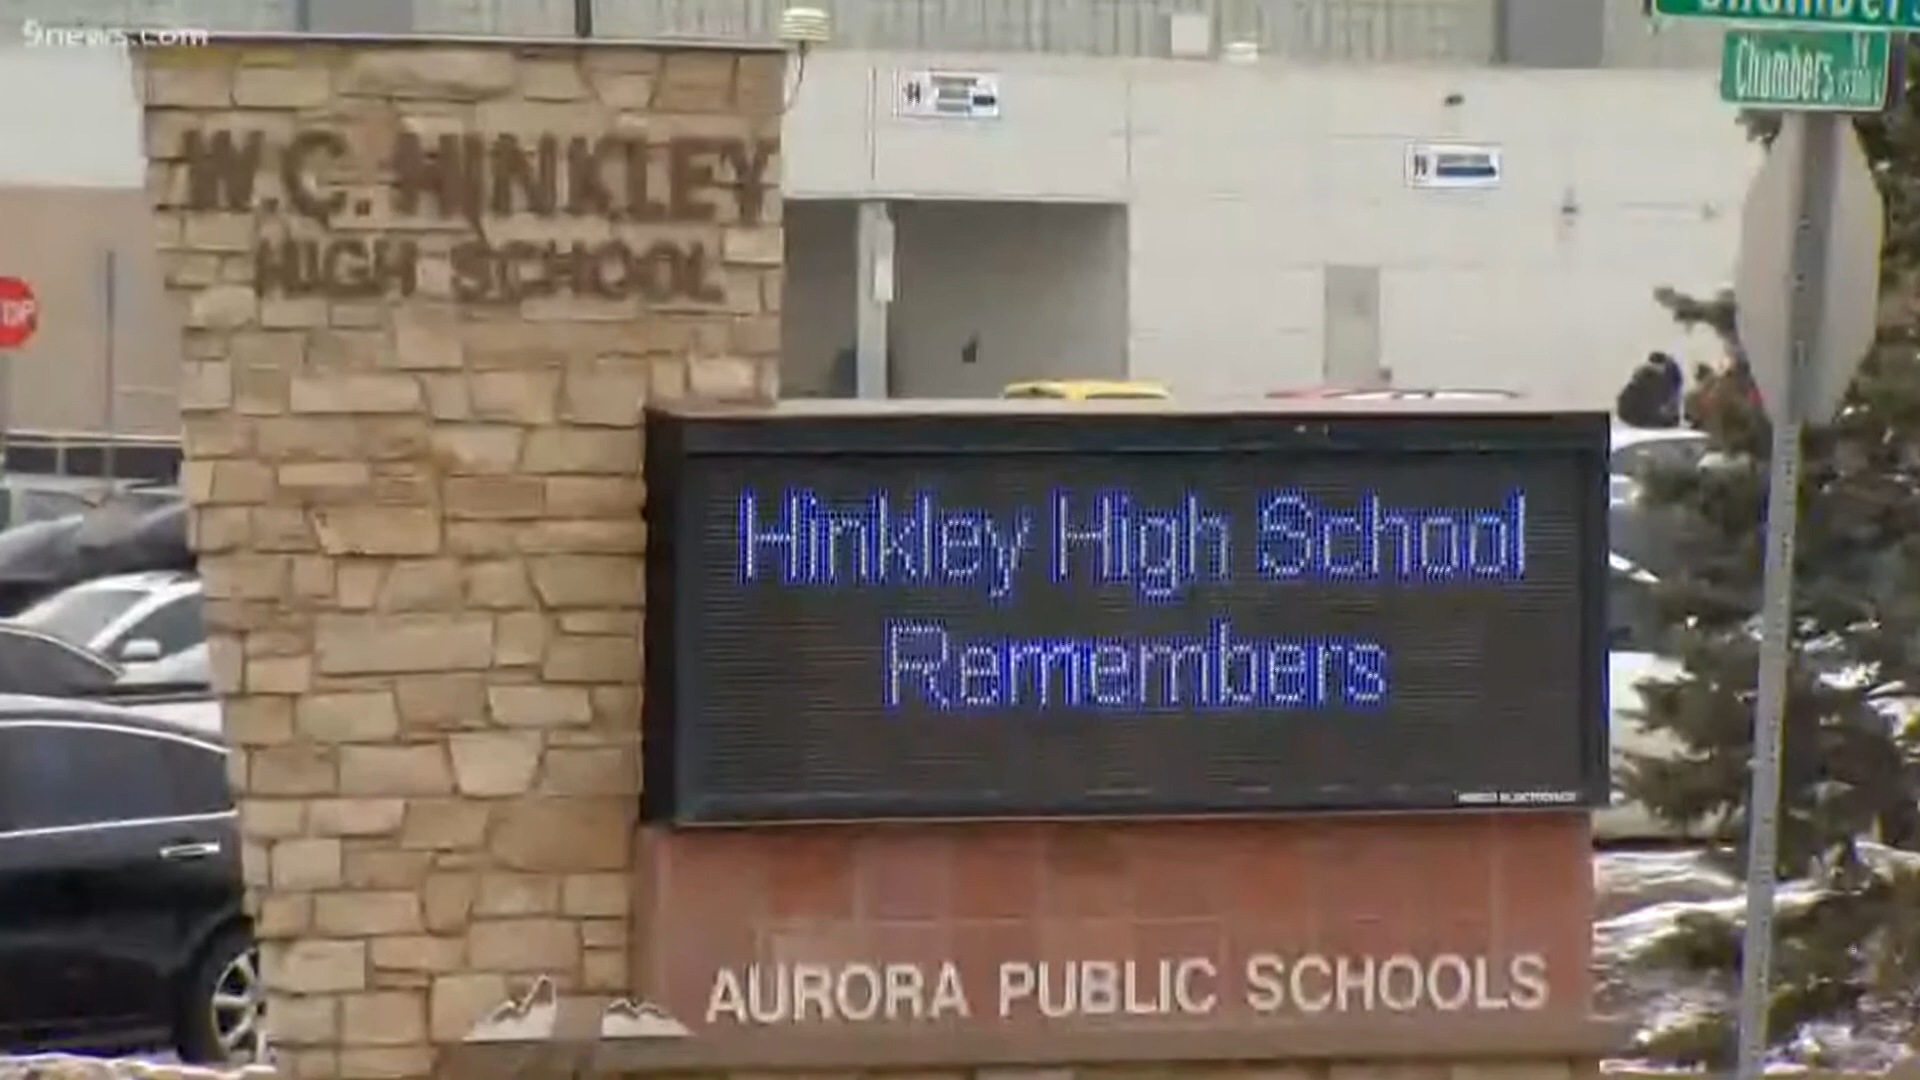 9news.com
Chambers
W.C. HINKLEY
HIGH SCHOOL
Hinkley High School
Remembers
AURORA PUBLIC SCHOOLS